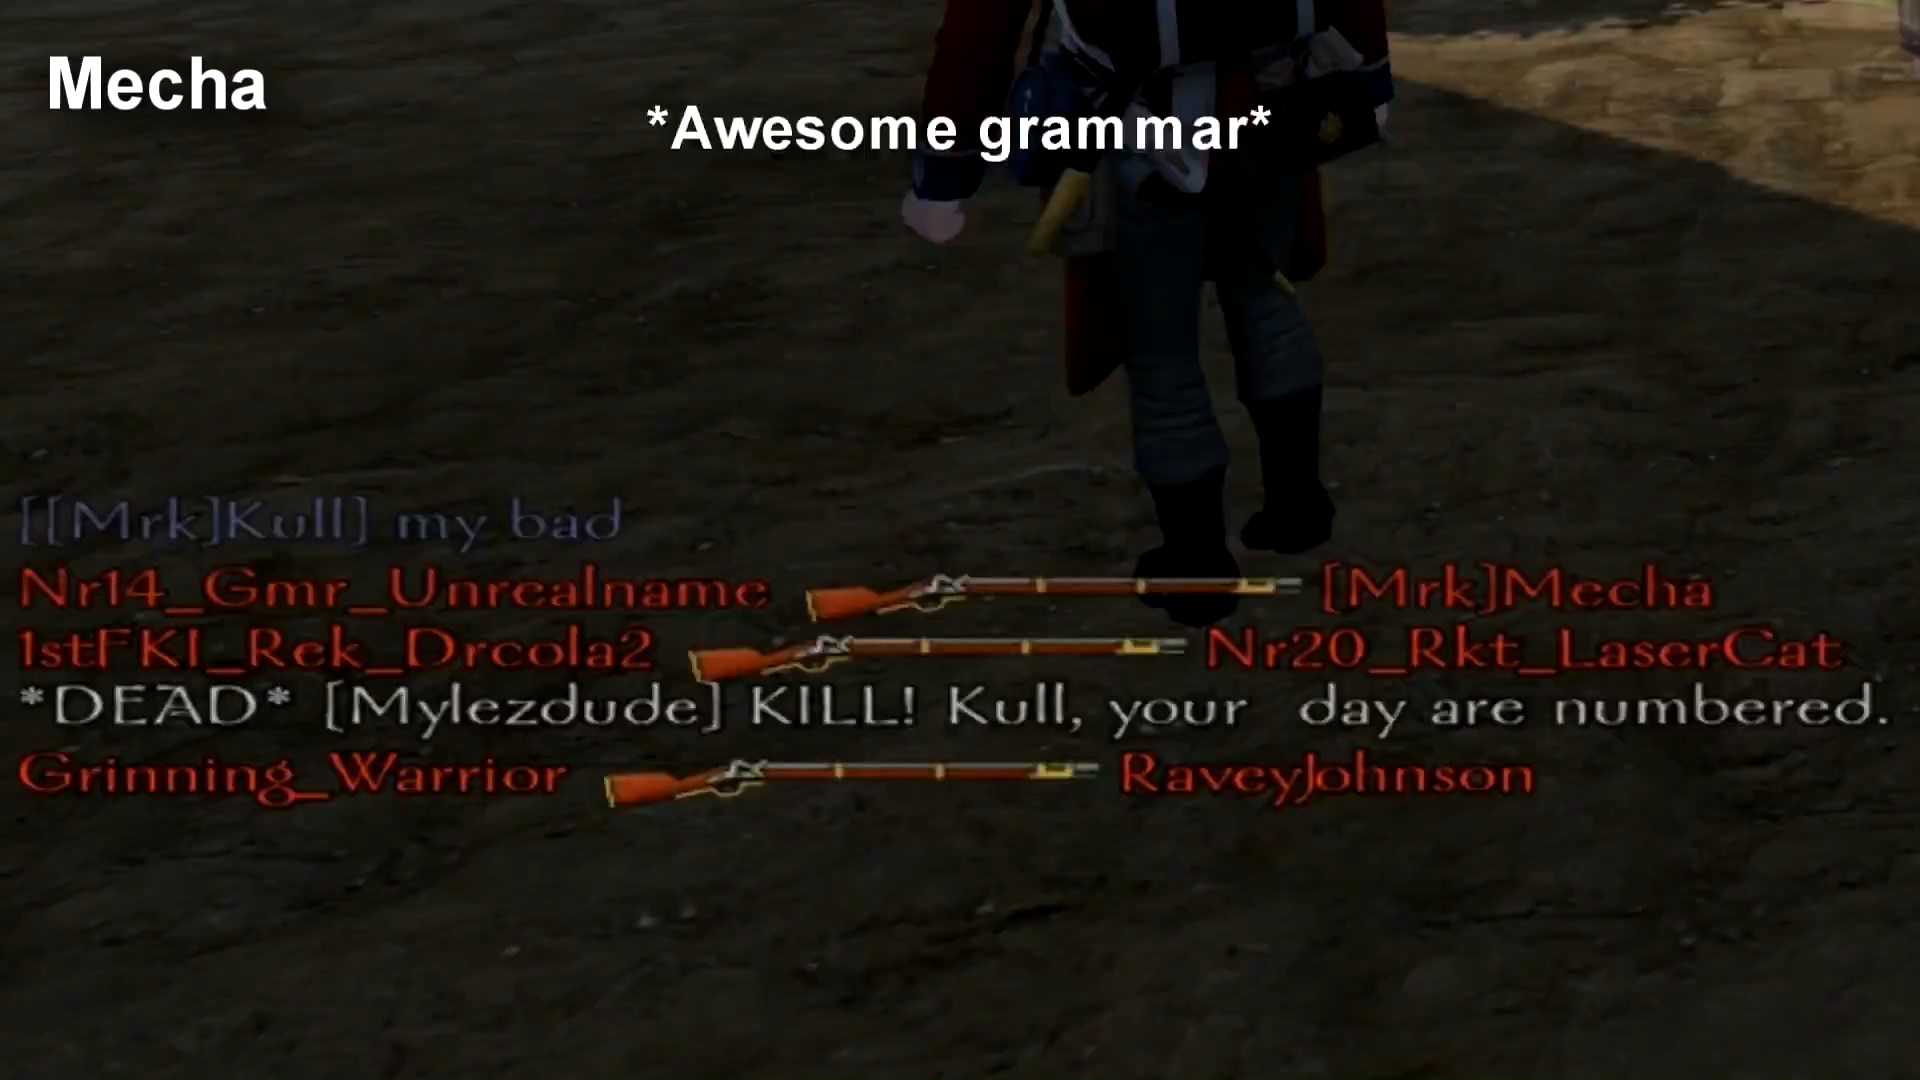 Mecha
*Awesome grammar*
[[Mrk]Kull] my bad
Nr14_Gmr_Unrealname [Mrk]Mecha
1stFKI_Rek_Drcola2 Nr20_Rkt_LaserCat
*DEAD* [Mylezdude] KILL! Kull, your day are numbered.
Grinning_Warrior RaveyJohnson